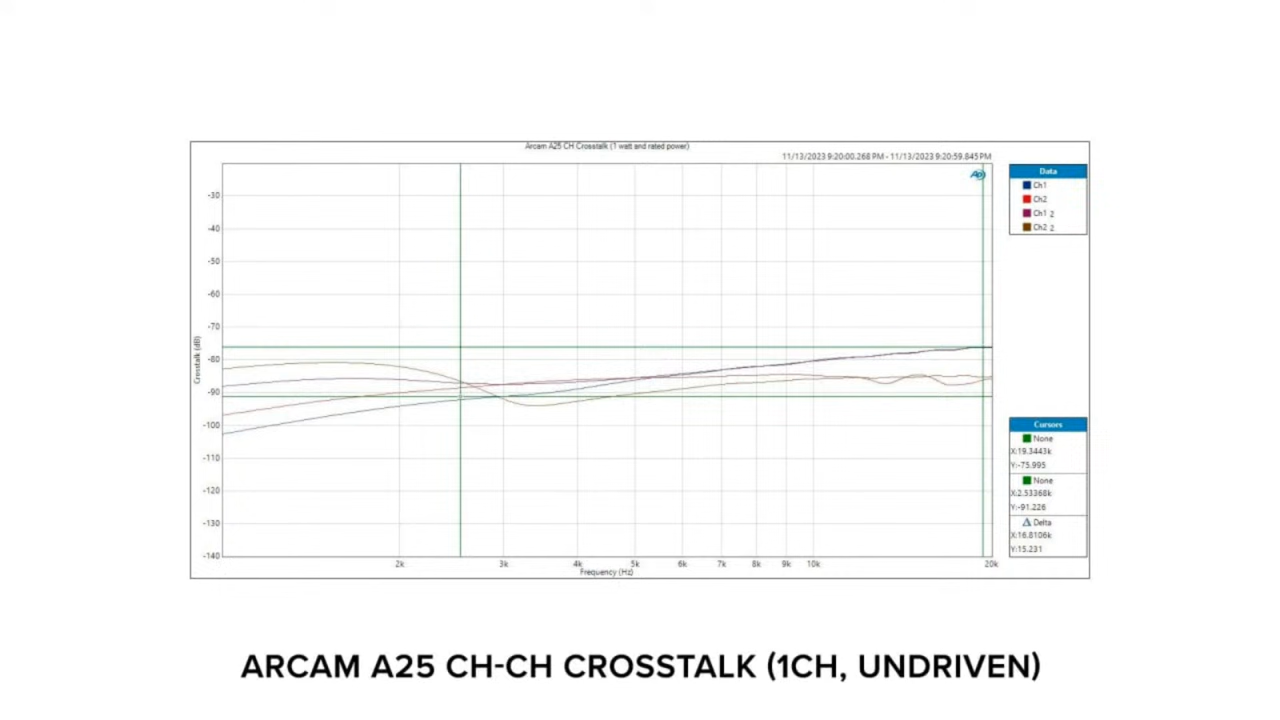 Arcam A25 CH Crosstalk (1 watt and rated power)
11/13/2023 9:20:00.268 PM - 11/13/2023 9:20:59.845 PM
AP
Data
Ch1
Ch2
Ch1 2
Ch2 2
Crosstalk (dB)
-30
-40
-50
-60
-70
-80
-90
-100
-110
-120
-130
-140
2k 3k 4k 5k 6k 7k 8k 9k 10k 20k
Frequency (Hz)
Cursors
None
X:19.3443k
Y:-75.995
None
X:2.53368k
Y:-91.226
Δ Delta
X:16.8106k
Y:15.231
ARCAM A25 CH-CH CROSSTALK (1CH, UNDRIVEN)